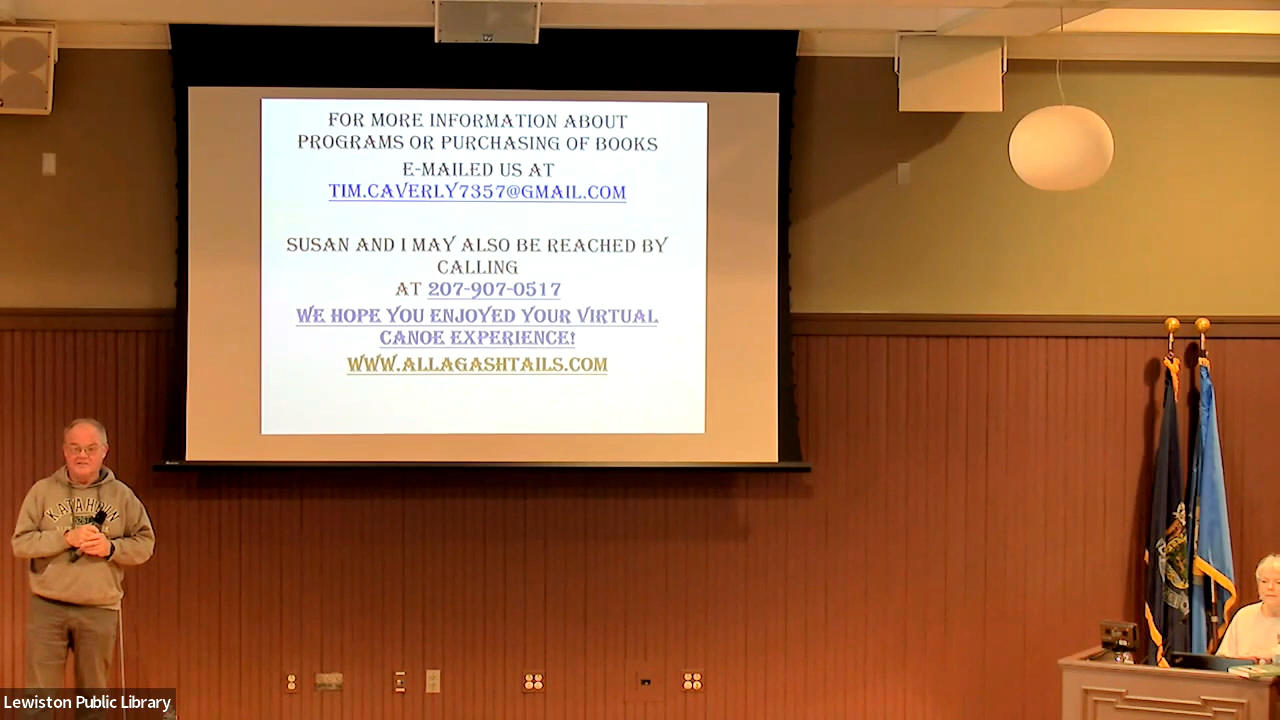 FOR MORE INFORMATION ABOUT
PROGRAMS OR PURCHASING OF BOOKS
E-MAILED US AT
TIM.CAVERLY7357@GMAIL.COM
SUSAN AND I MAY ALSO BE REACHED BY
CALLING
AT 207-907-0517
WE HOPE YOU ENJOYED YOUR VIRTUAL
CANOE EXPERIENCE!
WWW.ALLAGASHTAILS.COM
KATAHDIN
Lewiston Public Library